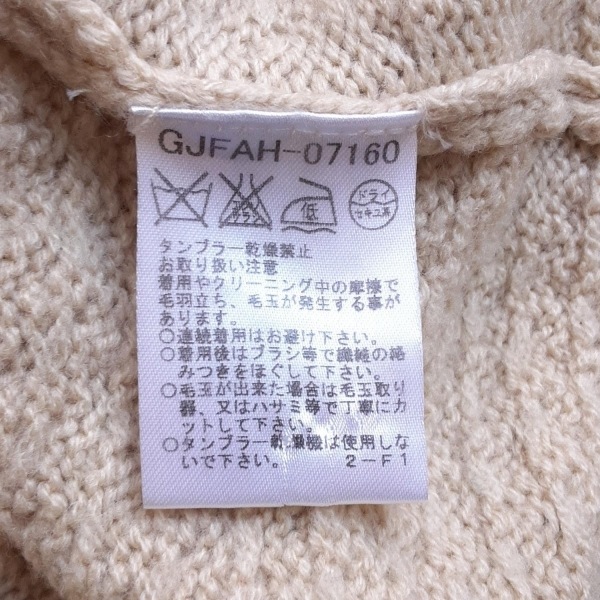 GJFAH-07160
エンソ サラシ 低 ドライ セキユ系
タンブラー乾燥禁止
お取り扱い注意
着用やクリーニング中の摩擦で
毛羽立ち、毛玉が発生する事が
あります。
○連続着用はお避け下さい。
○着用後はブラシ等で繊維の絡
みつきをほぐして下さい。
○毛玉が出来た場合は毛玉取り
器、又はハサミ等で丁寧にカ
ットして下さい。
○タンブラー乾燥機は使用しな
いで下さい。 2-F1